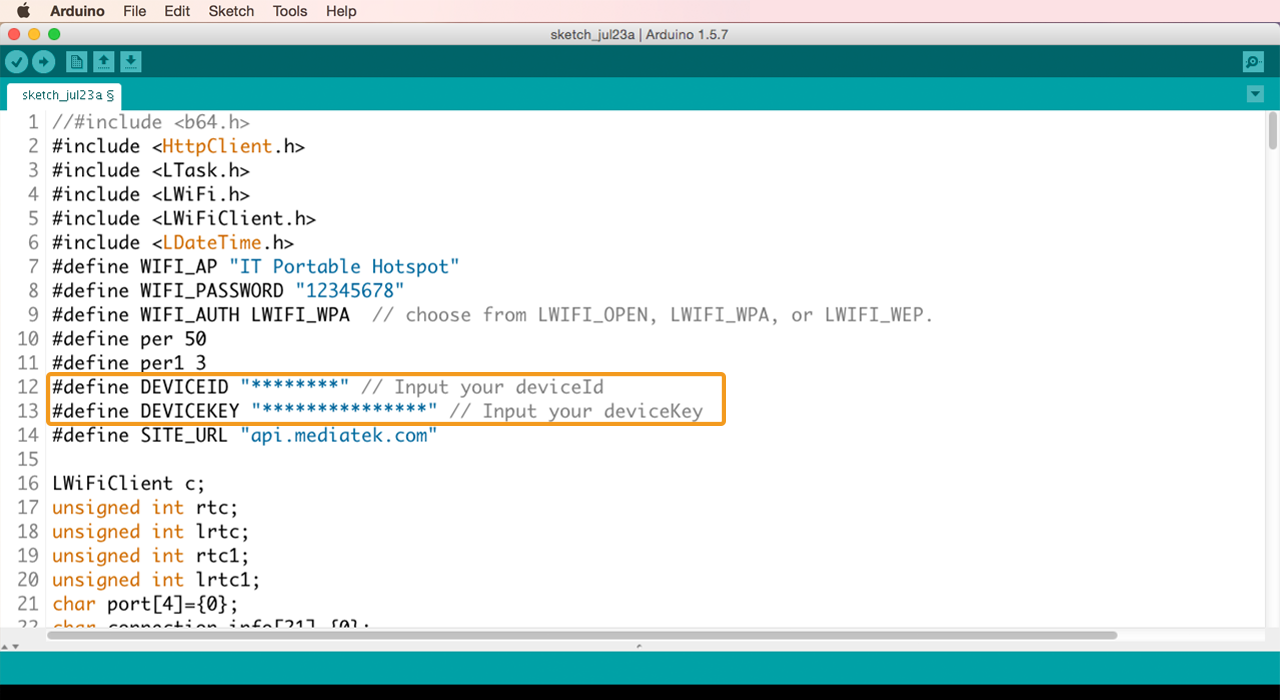 Arduino File Edit Sketch Tools Help
sketch_jul23a | Arduino 1.5.7
sketch_jul23a §
1 //#include <b64.h>
2 #include <HttpClient.h>
3 #include <LTask.h>
4 #include <LWiFi.h>
5 #include <LWiFiClient.h>
6 #include <LDateTime.h>
7 #define WIFI_AP "IT Portable Hotspot"
8 #define WIFI_PASSWORD "12345678"
9 #define WIFI_AUTH LWIFI_WPA  // choose from LWIFI_OPEN, LWIFI_WPA, or LWIFI_WEP.
10 #define per 50
11 #define per1 3
12 #define DEVICEID "********" // Input your deviceId
13 #define DEVICEKEY "***************" // Input your deviceKey
14 #define SITE_URL "api.mediatek.com"
15
16 LWiFiClient c;
17 unsigned int rtc;
18 unsigned int lrtc;
19 unsigned int rtc1;
20 unsigned int lrtc1;
21 char port[4]={0};
22 char connection_info[21]={0};